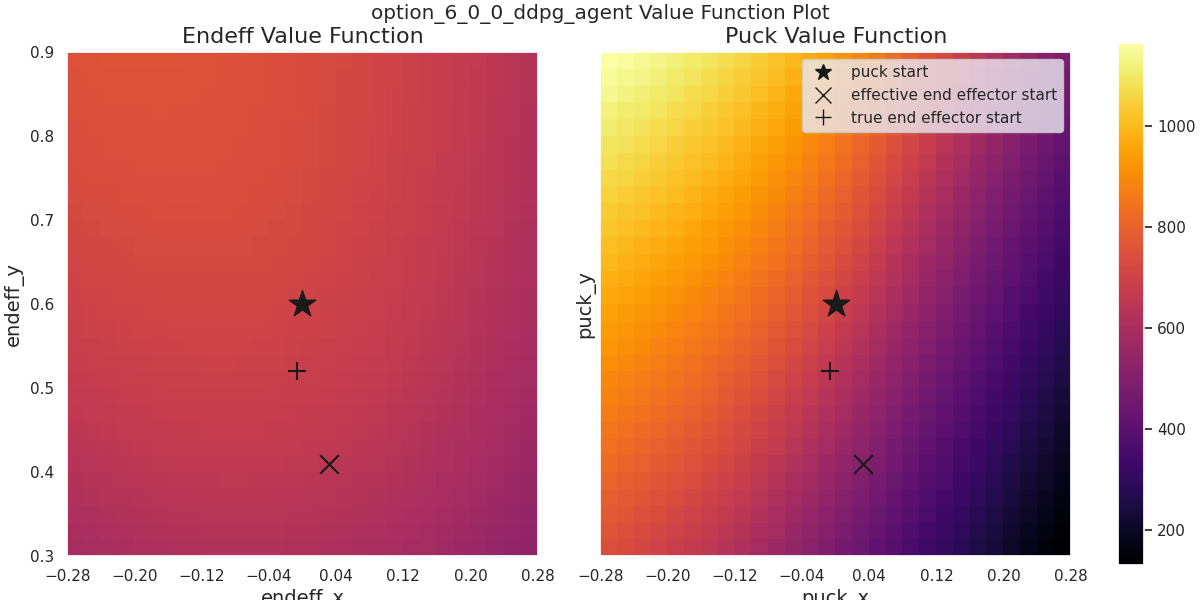 option_6_0_0_ddpg_agent Value Function Plot
Endeff Value Function
Puck Value Function
0.9
0.8
0.7
0.6
0.5
0.4
0.3
endeff_y
−0.28 −0.20 −0.12 −0.04 0.04 0.12 0.20 0.28
endeff_x
puck start
effective end effector start
true end effector start
puck_y
−0.28 −0.20 −0.12 −0.04 0.04 0.12 0.20 0.28
puck_x
1000
800
600
400
200